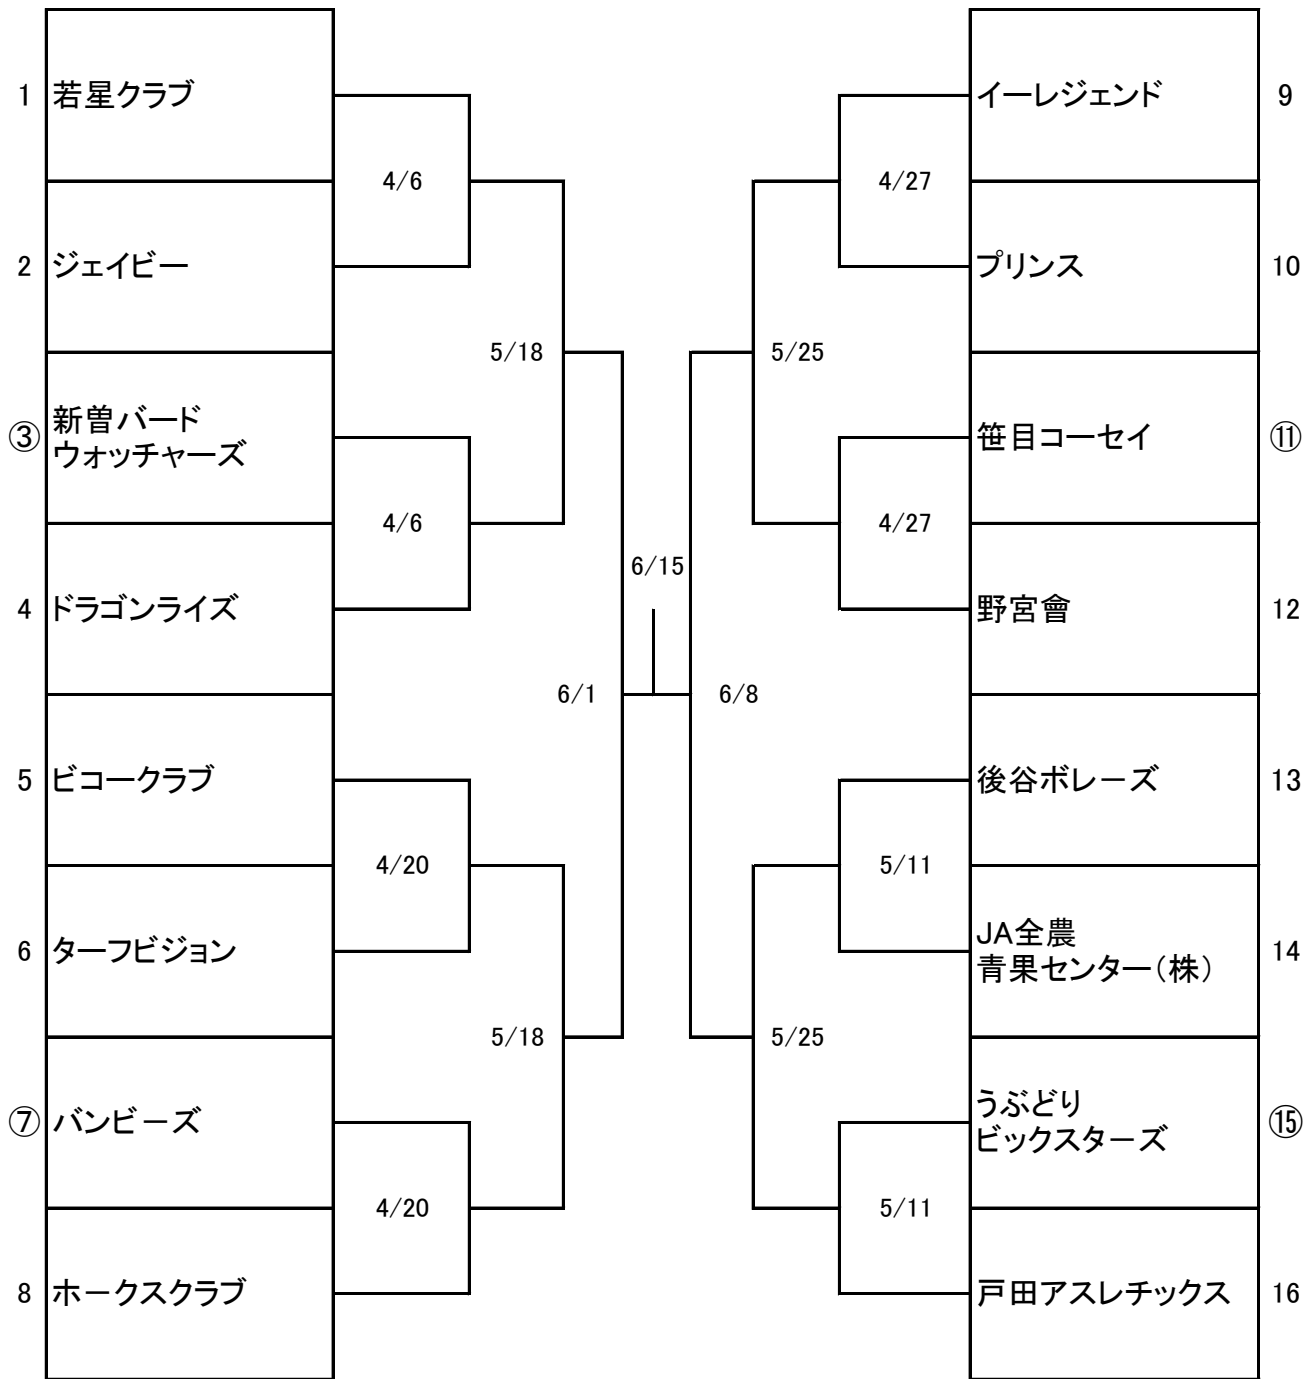 1
若星クラブ
4/6
2
ジェイビー
5/18
③
新曽バード
ウォッチャーズ
4/6
4
ドラゴンライズ
6/1
5
ビコークラブ
4/20
6
ターフビジョン
5/18
⑦
バンビーズ
4/20
8
ホークスクラブ
6/15
イーレジェンド
9
4/27
プリンス
10
5/25
笹目コーセイ
⑪
4/27
野宮會
12
6/8
後谷ボレーズ
13
5/11
JA全農
青果センター（株）
14
5/25
うぶどり
ビックスターズ
⑮
5/11
戸田アスレチックス
16